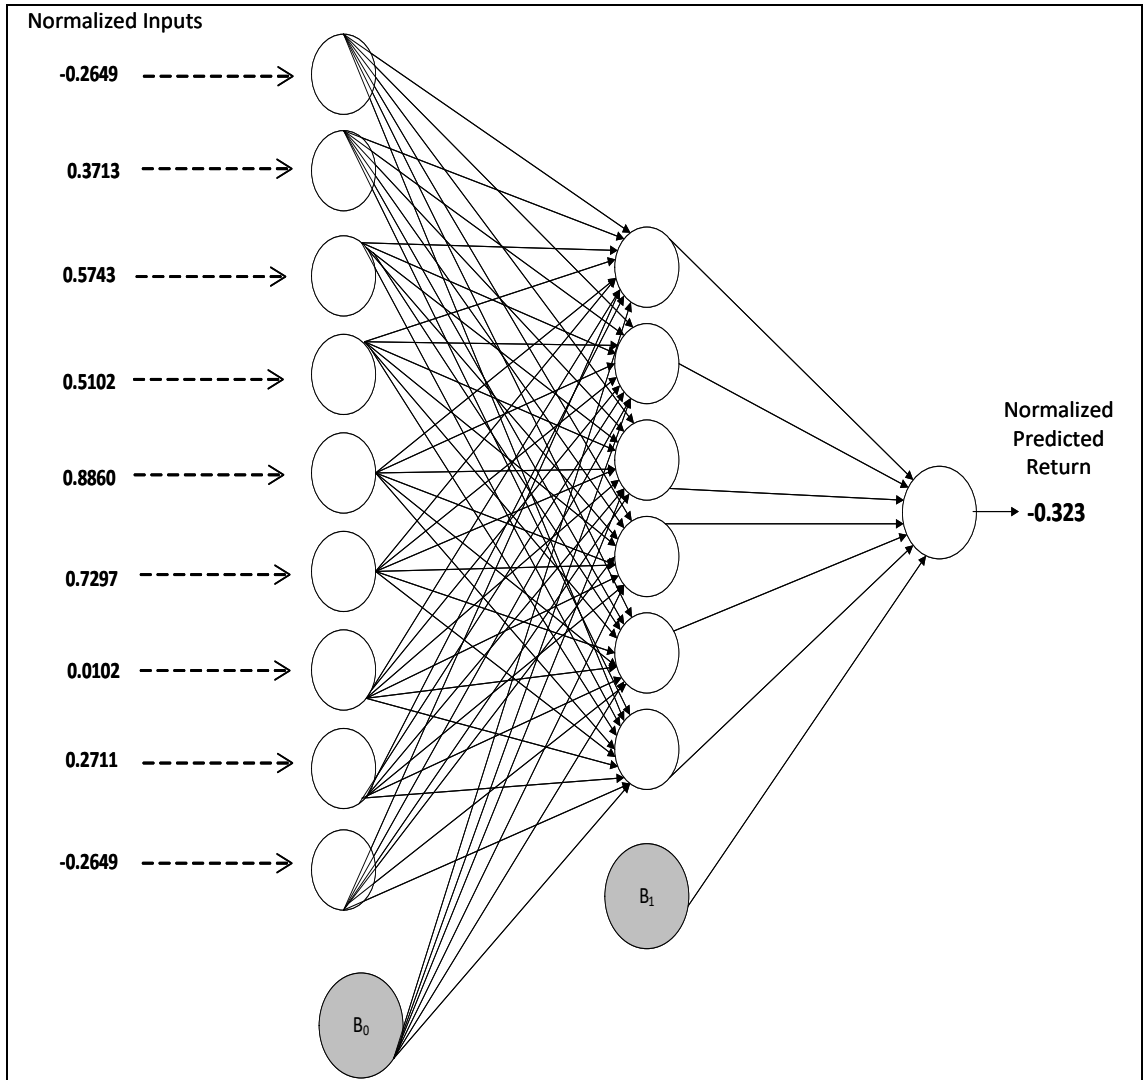 Normalized Inputs
-0.2649
0.3713
0.5743
0.5102
0.8860
0.7297
0.0102
0.2711
-0.2649
B₀
B₁
Normalized
Predicted
Return
-0.323